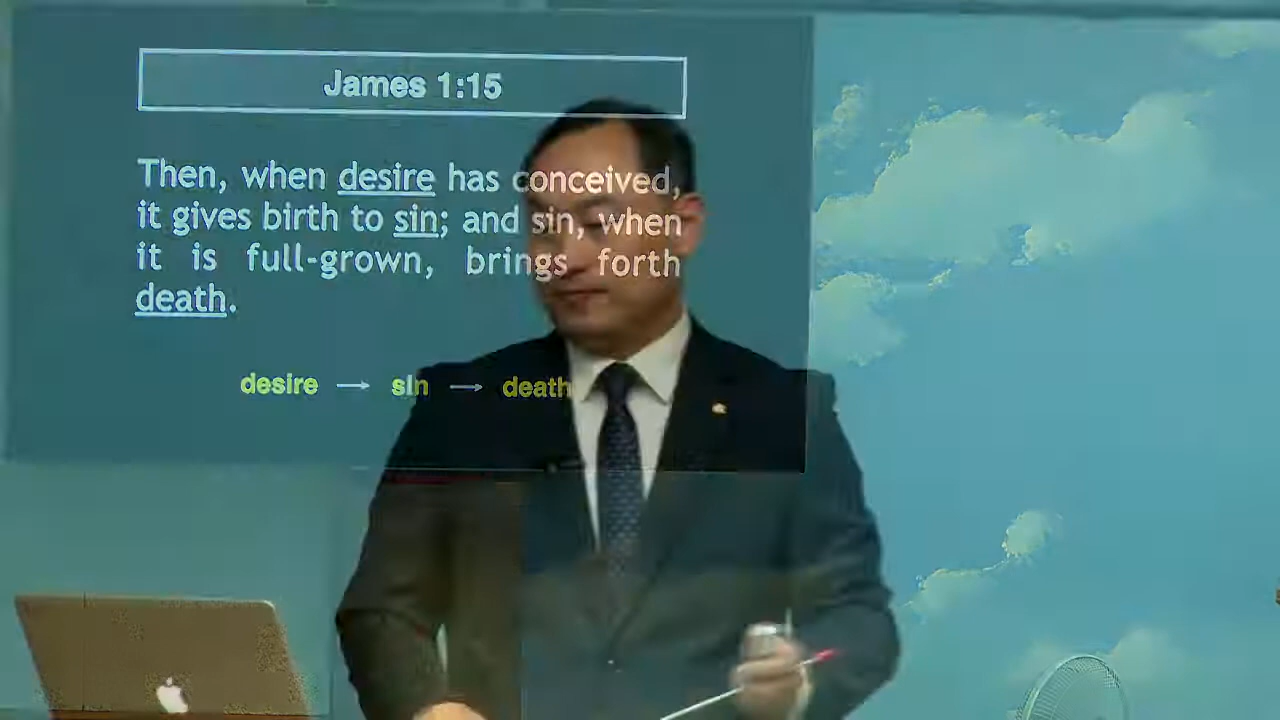 James 1:15
Then, when desire has conceived,
it gives birth to sin; and sin, when
it is full-grown, brings forth
death.
desire → sin → death